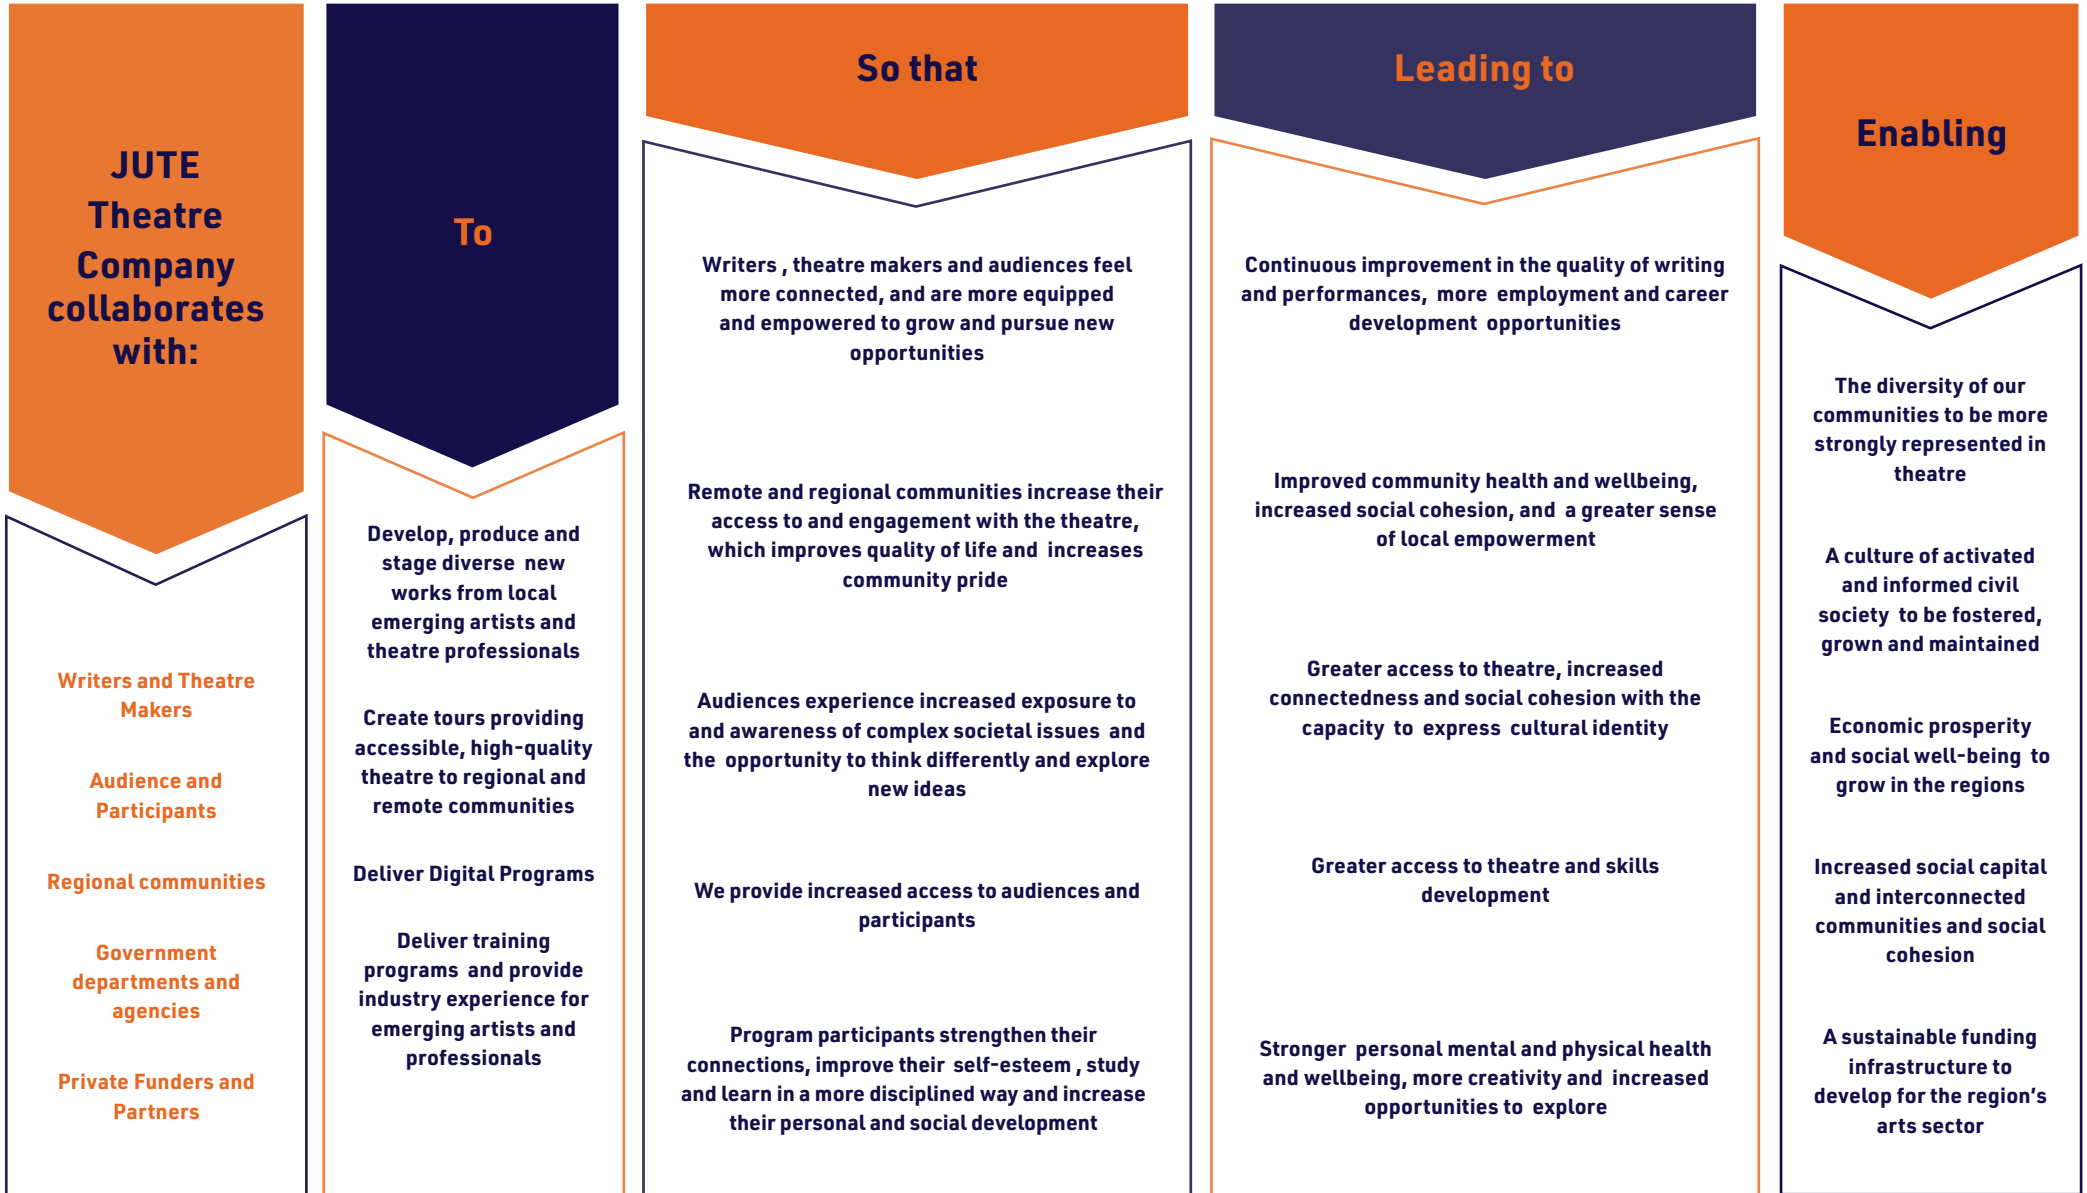 JUTE
Theatre
Company
collaborates
with:
Writers and Theatre
Makers
Audience and
Participants
Regional communities
Government
departments and
agencies
Private Funders and
Partners
To
Develop, produce and
stage diverse new
works from local
emerging artists and
theatre professionals
Create tours providing
accessible, high-quality
theatre to regional and
remote communities
Deliver Digital Programs
Deliver training
programs and provide
industry experience for
emerging artists and
professionals
So that
Writers , theatre makers and audiences feel
more connected, and are more equipped
and empowered to grow and pursue new
opportunities
Remote and regional communities increase their
access to and engagement with the theatre,
which improves quality of life and increases
community pride
Audiences experience increased exposure to
and awareness of complex societal issues and
the opportunity to think differently and explore
new ideas
We provide increased access to audiences and
participants
Program participants strengthen their
connections, improve their self-esteem , study
and learn in a more disciplined way and increase
their personal and social development
Leading to
Continuous improvement in the quality of writing
and performances, more employment and career
development opportunities
Improved community health and wellbeing,
increased social cohesion, and a greater sense
of local empowerment
Greater access to theatre, increased
connectedness and social cohesion with the
capacity to express cultural identity
Greater access to theatre and skills
development
Stronger personal mental and physical health
and wellbeing, more creativity and increased
opportunities to explore
Enabling
The diversity of our
communities to be more
strongly represented in
theatre
A culture of activated
and informed civil
society to be fostered,
grown and maintained
Economic prosperity
and social well-being to
grow in the regions
Increased social capital
and interconnected
communities and social
cohesion
A sustainable funding
infrastructure to
develop for the region's
arts sector